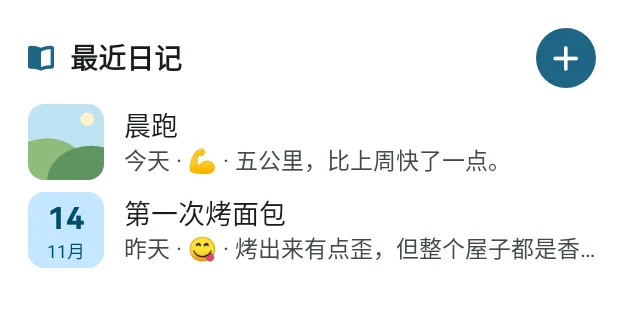 最近日记
晨跑
今天 · 💪 · 五公里，比上周快了一点。
14
11月
第一次烤面包
昨天 · 😋 · 烤出来有点歪，但整个屋子都是香…